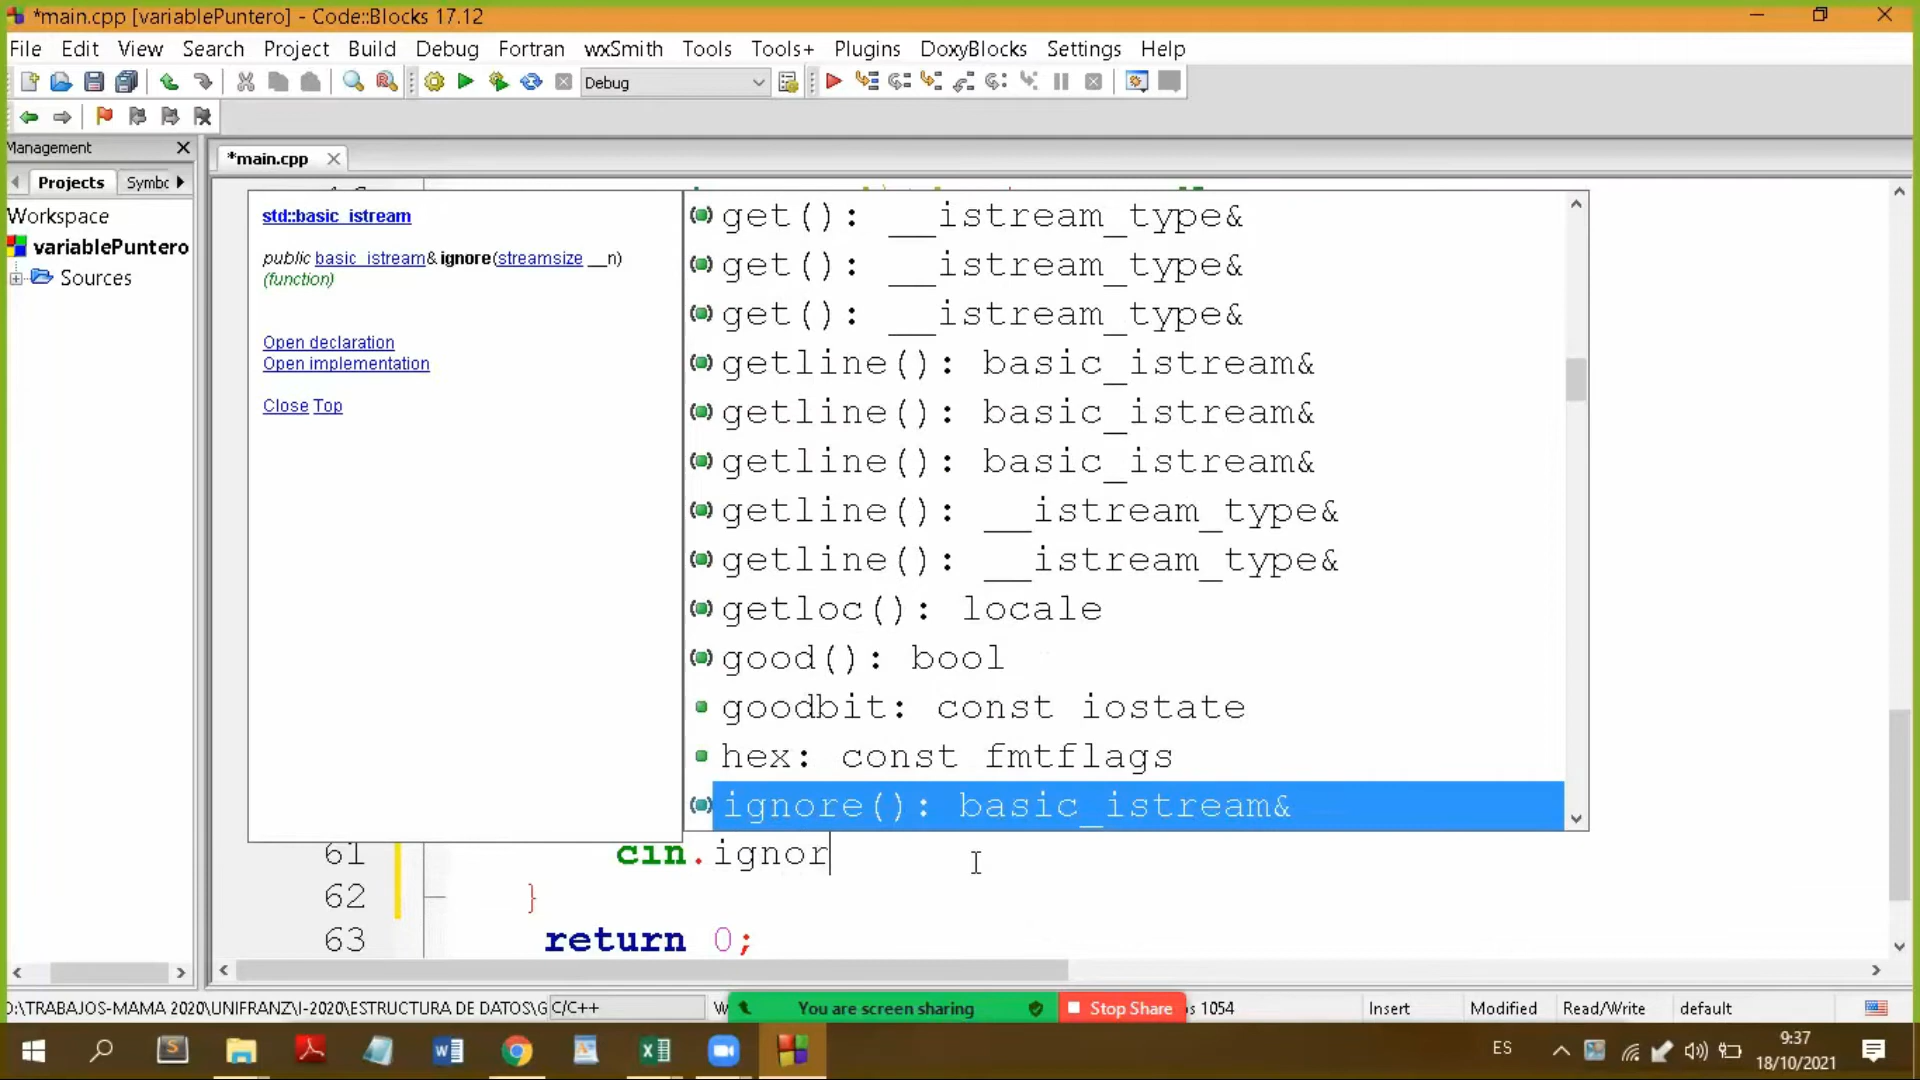 *main.cpp [variablePuntero] - Code::Blocks 17.12
File Edit View Search Project Build Debug Fortran wxSmith Tools Tools+ Plugins DoxyBlocks Settings Help
Debug
Management
Projects Symbc
*main.cpp
Workspace
variablePuntero
Sources
std::basic_istream
public basic_istream& ignore(streamsize __n)
(function)
Open declaration
Open implementation
Close Top
get(): __istream_type&
get(): __istream_type&
get(): __istream_type&
getline(): basic_istream&
getline(): basic_istream&
getline(): basic_istream&
getline(): __istream_type&
getline(): __istream_type&
getloc(): locale
good(): bool
goodbit: const iostate
hex: const fmtflags
ignore(): basic_istream&
61 cin.ignor
62 }
63 return 0;
D:\TRABAJOS-MAMA 2020\UNIFRANZ\I-2020\ESTRUCTURA DE DATOS\G C/C++ You are screen sharing Stop Share s 1054 Insert Modified Read/Write default
ES
9:37
18/10/2021